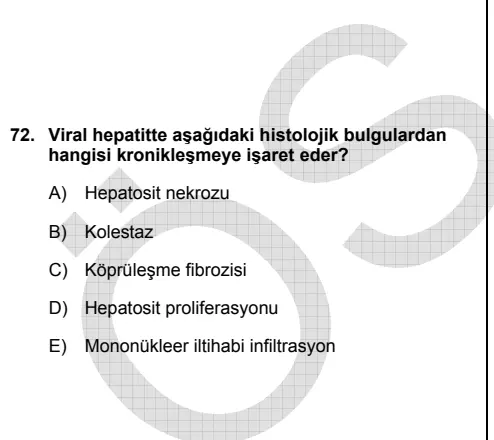 72. Viral hepatitte aşağıdaki histolojik bulgulardan
hangisi kronikleşmeye işaret eder?
A) Hepatosit nekrozu
B) Kolestaz
C) Köprüleşme fibrozisi
D) Hepatosit proliferasyonu
E) Mononükleer iltihabi infiltrasyon